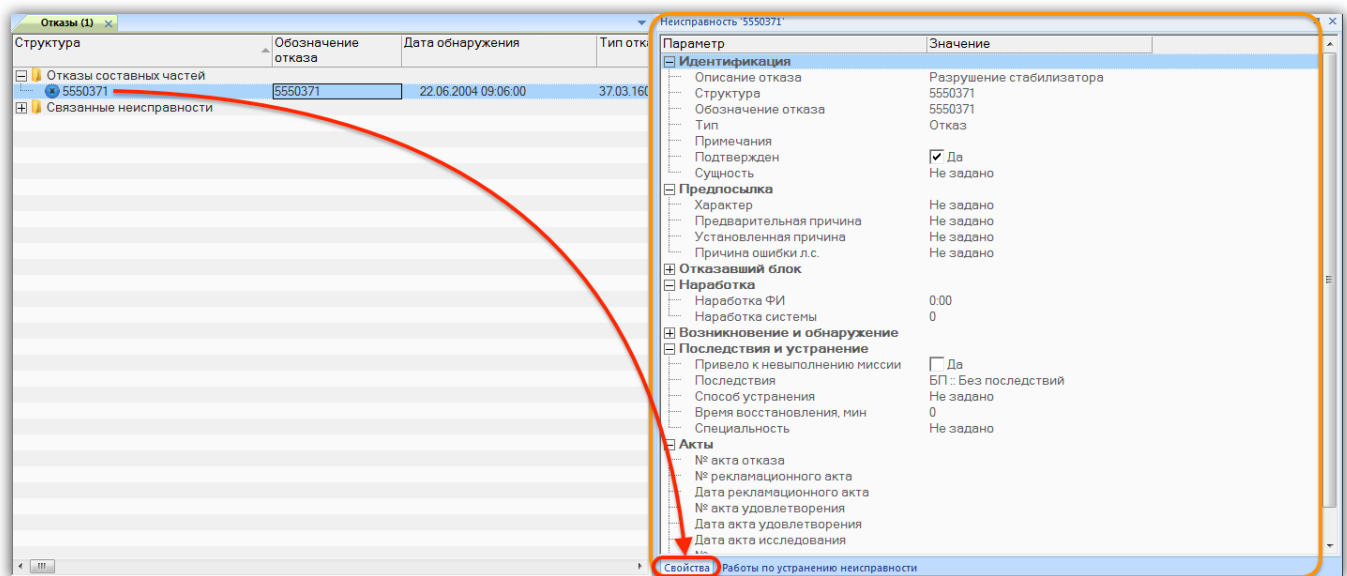 Отказы (1)
Структура
Обозначение отказа
Дата обнаружения
Тип отка
Отказы составных частей
5550371 5550371 22.06.2004 09:06:00 37.03.160
Связанные неисправности
Неисправность '5550371'
Параметр Значение
Идентификация
Описание отказа Разрушение стабилизатора
Структура 5550371
Обозначение отказа 5550371
Тип Отказ
Примечания
Подтвержден Да
Сущность Не задано
Предпосылка
Характер Не задано
Предварительная причина Не задано
Установленная причина Не задано
Причина ошибки л.с. Не задано
Отказавший блок
Наработка
Наработка ФИ 0:00
Наработка системы 0
Возникновение и обнаружение
Последствия и устранение
Привело к невыполнению миссии Да
Последствия БП :: Без последствий
Способ устранения Не задано
Время восстановления, мин 0
Специальность Не задано
Акты
№ акта отказа
№ рекламационного акта
Дата рекламационного акта
№ акта удовлетворения
Дата акта удовлетворения
Дата акта исследования
Свойства Работы по устранению неисправности